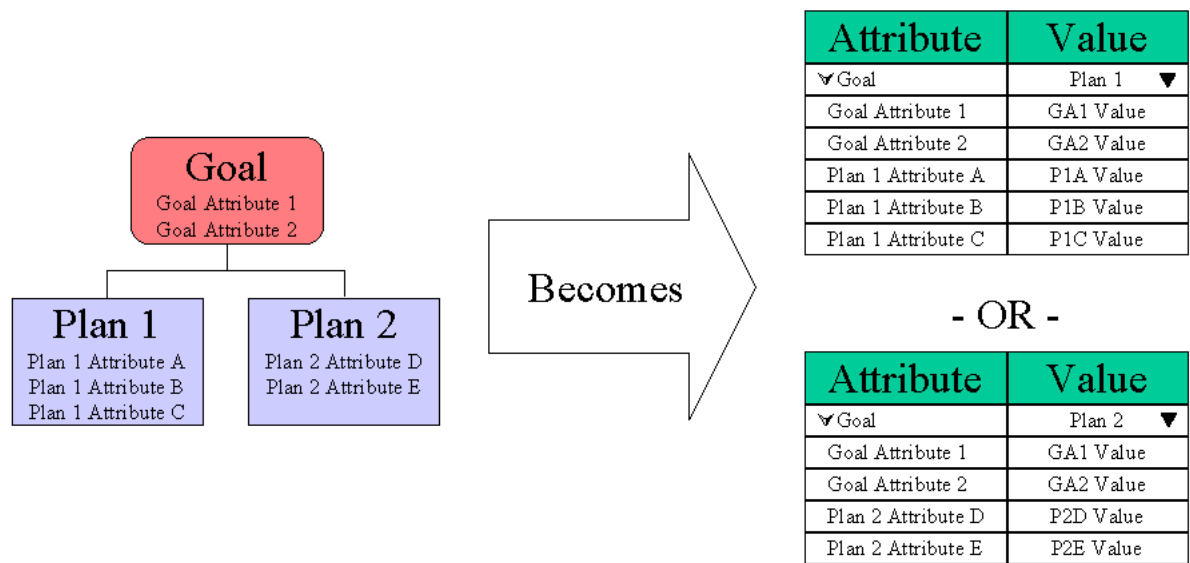 Goal
Goal Attribute 1
Goal Attribute 2
Plan 1
Plan 1 Attribute A
Plan 1 Attribute B
Plan 1 Attribute C
Plan 2
Plan 2 Attribute D
Plan 2 Attribute E
Becomes
Attribute Value
Goal Plan 1
Goal Attribute 1 GA1 Value
Goal Attribute 2 GA2 Value
Plan 1 Attribute A P1A Value
Plan 1 Attribute B P1B Value
Plan 1 Attribute C P1C Value
- OR -
Attribute Value
Goal Plan 2
Goal Attribute 1 GA1 Value
Goal Attribute 2 GA2 Value
Plan 2 Attribute D P2D Value
Plan 2 Attribute E P2E Value